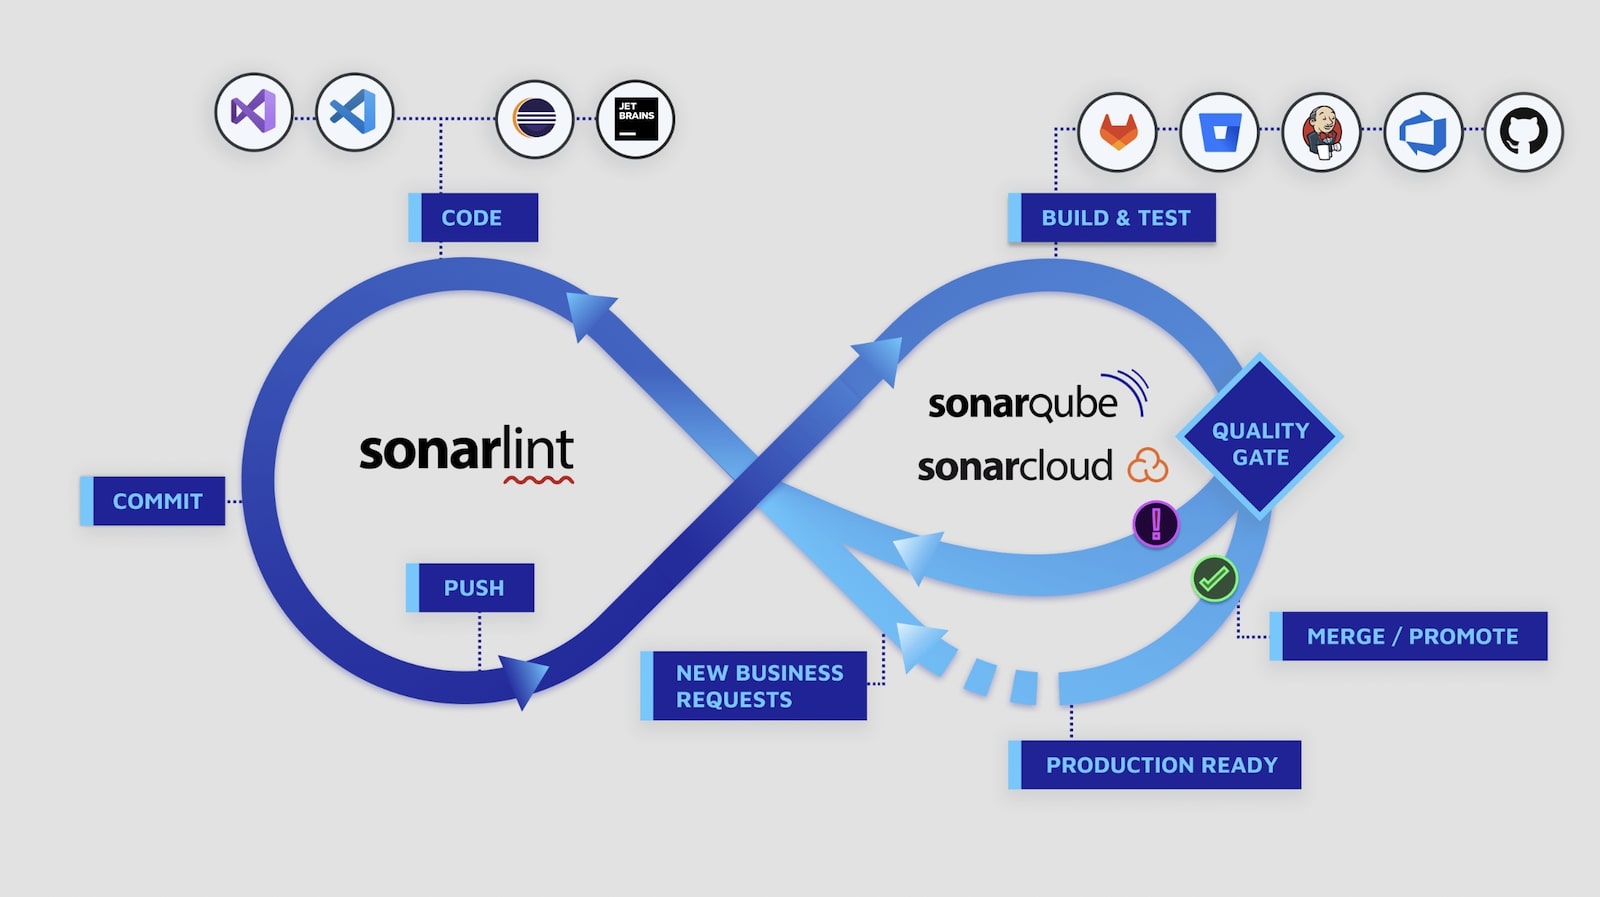 JET
BRAINS
CODE
BUILD & TEST
sonarqube
sonarlint
sonarcloud
QUALITY
GATE
COMMIT
PUSH
MERGE / PROMOTE
NEW BUSINESS
REQUESTS
PRODUCTION READY